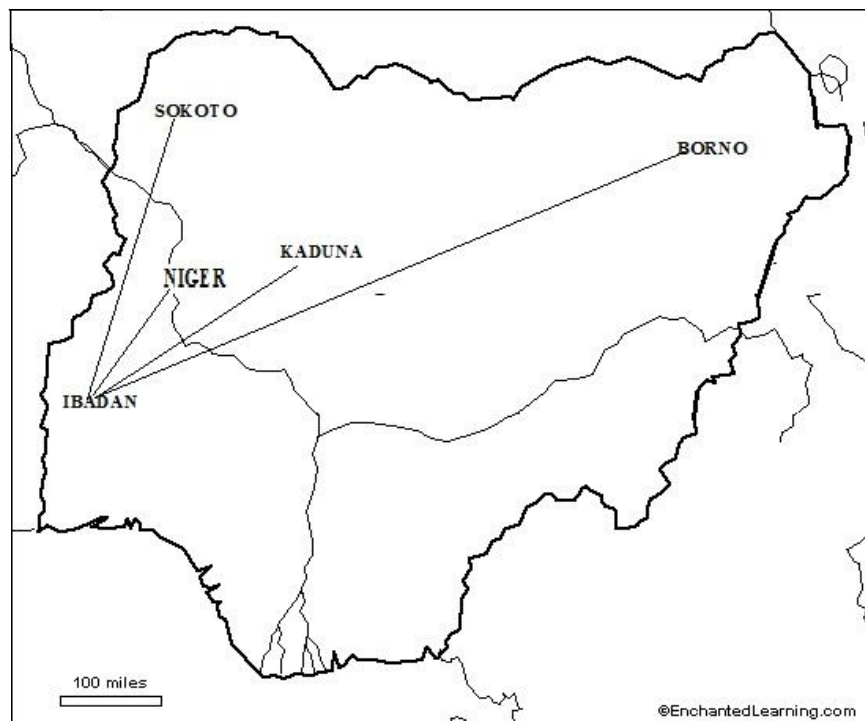 SOKOTO
BORNO
KADUNA
NIGER
IBADAN
100 miles
©EnchantedLearning.com